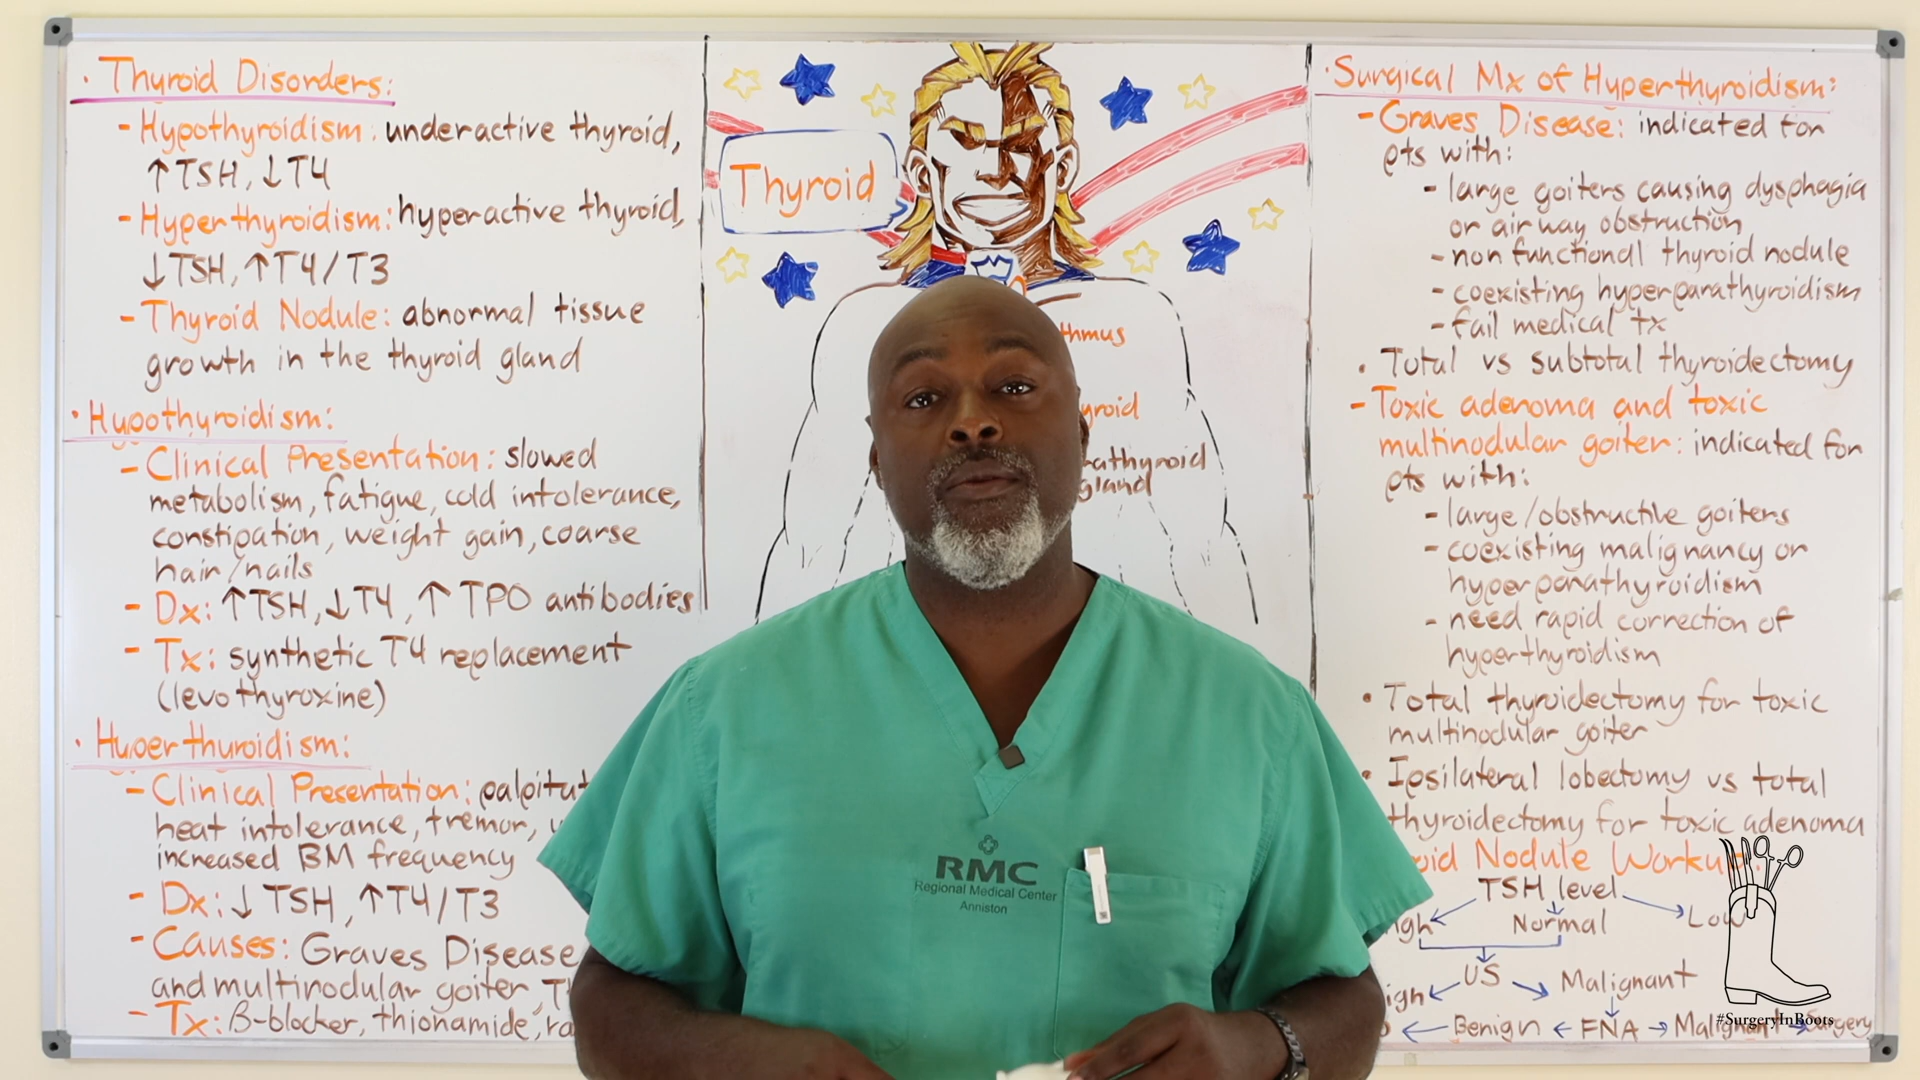 · Thyroid Disorders:
- Hypothyroidism: underactive thyroid,
↑TSH, ↓T4
- Hyperthyroidism: hyperactive thyroid,
↓TSH, ↑T4/T3
- Thyroid Nodule: abnormal tissue
growth in the thyroid gland
· Hypothyroidism:
- Clinical Presentation: slowed
metabolism, fatigue, cold intolerance,
constipation, weight gain, coarse
hair/nails
- Dx: ↑TSH, ↓T4, ↑ TPO antibodies
- Tx: synthetic T4 replacement
(levothyroxine)
· Hyperthyroidism:
- Clinical Presentation:
heat intolerance, tremor,
increased BM frequency
- Dx: ↓ TSH, ↑T4/T3
- Causes: Graves Disease
and multinodular goiter,
- Tx: β-blocker, thionamide,
Thyroid
gland
RMC
Regional Medical Center
Anniston
· Surgical Mx of Hyperthyroidism:
- Graves Disease: indicated for
pts with:
- large goiters causing dysphagia
or airway obstruction
- non functional thyroid nodule
- coexisting hyperparathyroidism
- fail medical tx
· Total vs subtotal thyroidectomy
- Toxic adenoma and toxic
multinodular goiter: indicated for
pts with:
- large/obstructive goiters
- coexisting malignancy or
hyperparathyroidism
- need rapid correction of
hyperthyroidism
• Total thyroidectomy for toxic
multinodular goiter
• Ipsilateral lobectomy vs total
thyroidectomy for toxic adenoma
Nodule Workup:
TSH level
Normal → Low
US → Malignant
← Benign ← FNA → Malignant → Surgery
#SurgeryInBoots